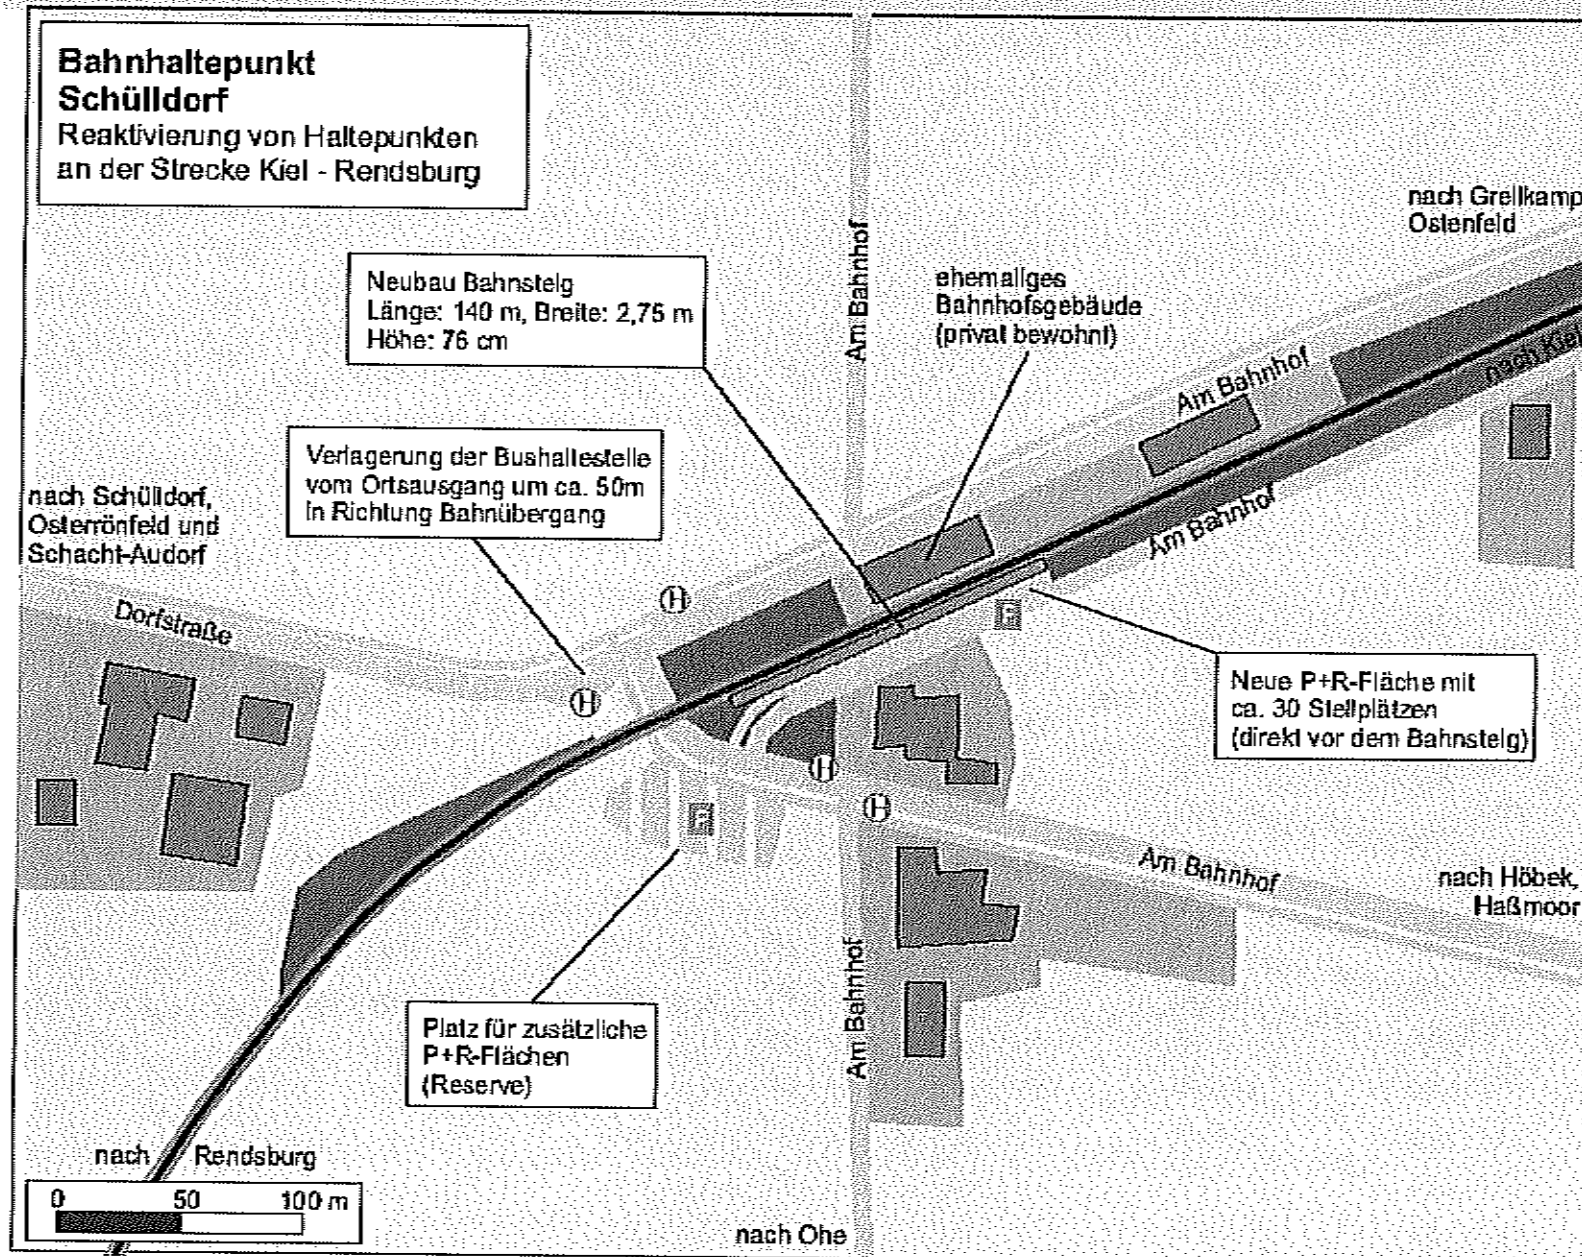 Bahnhaltepunkt
Schülldorf
Reaktivierung von Haltepunkten
an der Strecke Kiel - Rendsburg
nach Grellkamp
Ostenfeld
Am Bahnhof
Neubau Bahnsteig
Länge: 140 m, Breite: 2,75 m
Höhe: 76 cm
ehemaliges
Bahnhofsgebäude
(privat bewohnt)
nach Kiel
Am Bahnhof
Verlagerung der Bushaltestelle
vom Ortsausgang um ca. 50m
in Richtung Bahnübergang
nach Schülldorf,
Osterrönfeld und
Schacht-Audorf
Am Bahnhof
Dorfstraße
H
P
H
Neue P+R-Fläche mit
ca. 30 Stellplätzen
(direkt vor dem Bahnsteig)
H
H
P
Am Bahnhof
nach Höbek,
Haßmoor
Am Bahnhof
Platz für zusätzliche
P+R-Flächen
(Reserve)
nach Rendsburg
0 50 100 m
nach Ohe